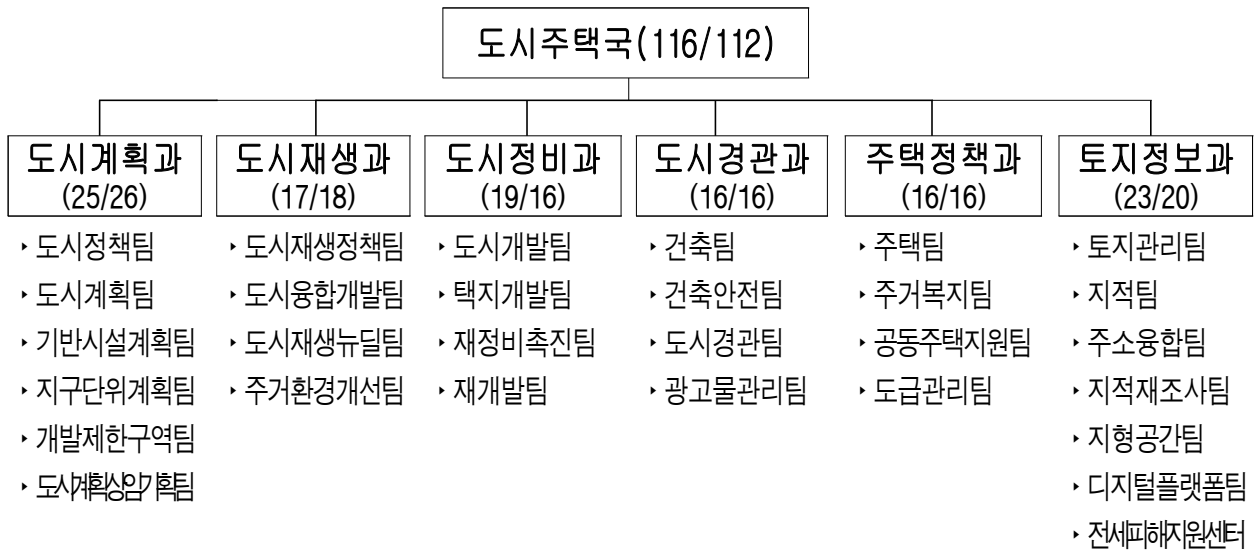 도시주택국(116/112)
도시계획과
(25/26)
‣ 도시정책팀
‣ 도시계획팀
‣ 기반시설계획팀
‣ 지구단위계획팀
‣ 개발제한구역팀
‣ 도시계획상임기획팀
도시재생과
(17/18)
‣ 도시재생정책팀
‣ 도시융합개발팀
‣ 도시재생뉴딜팀
‣ 주거환경개선팀
도시정비과
(19/16)
‣ 도시개발팀
‣ 택지개발팀
‣ 재정비촉진팀
‣ 재개발팀
도시경관과
(16/16)
‣ 건축팀
‣ 건축안전팀
‣ 도시경관팀
‣ 광고물관리팀
주택정책과
(16/16)
‣ 주택팀
‣ 주거복지팀
‣ 공동주택지원팀
‣ 도급관리팀
토지정보과
(23/20)
‣ 토지관리팀
‣ 지적팀
‣ 주소융합팀
‣ 지적재조사팀
‣ 지형공간팀
‣ 디지털플랫폼팀
‣ 전세피해지원센터